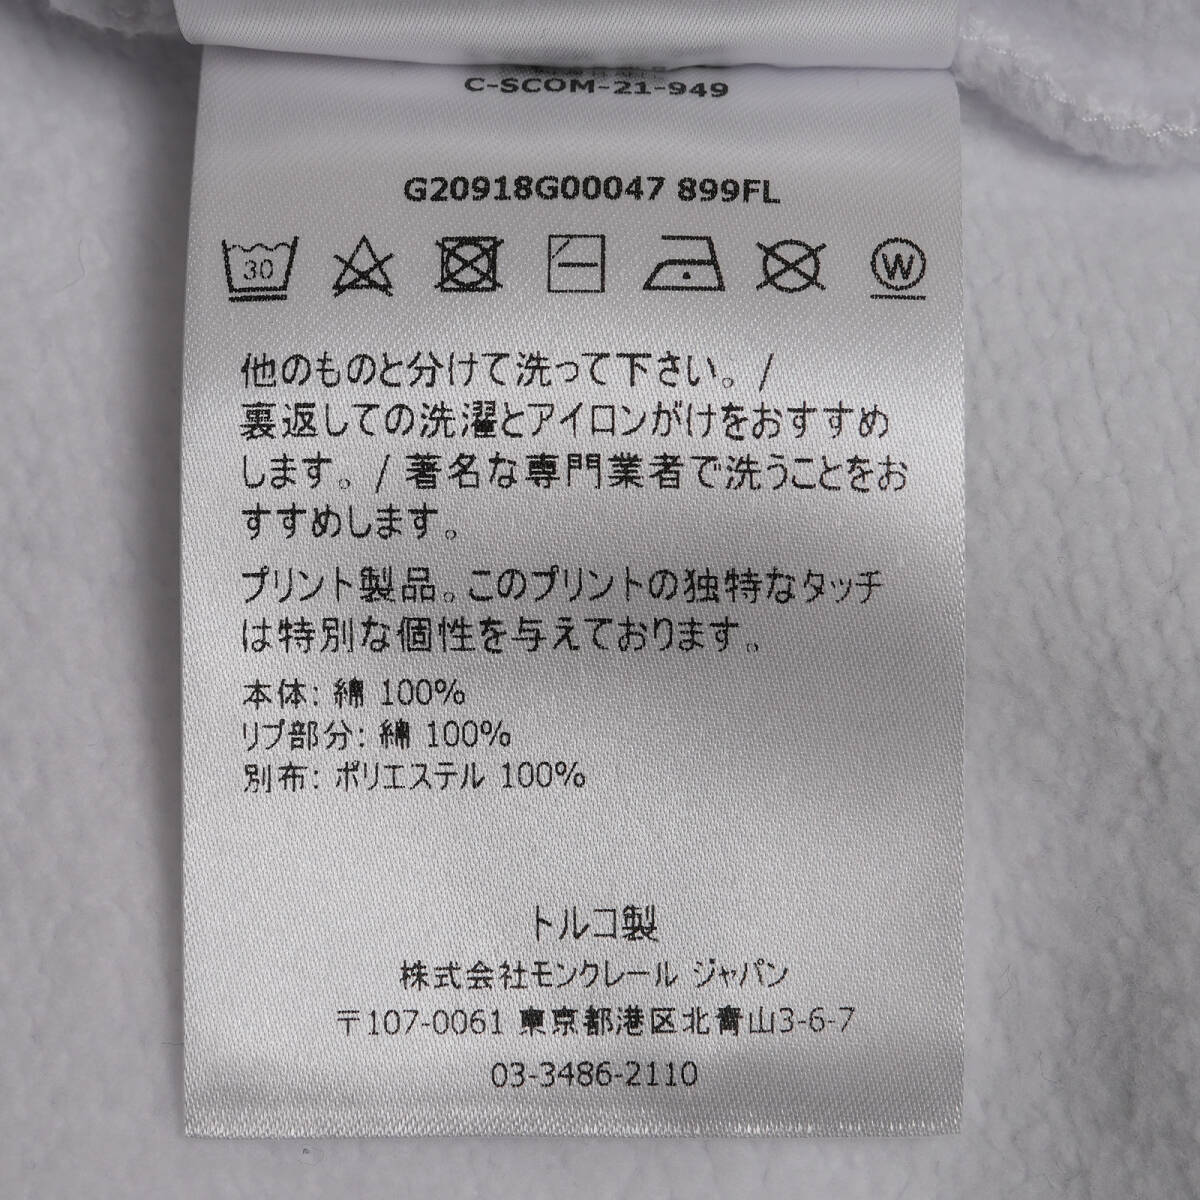 C-SCOM-21-949
G20918G00047 899FL
30 W
他のものと分けて洗って下さい。/
裏返しての洗濯とアイロンがけをおすすめ
します。/ 著名な専門業者で洗うことをお
すすめします。
プリント製品。このプリントの独特なタッチ
は特別な個性を与えております。
本体: 綿 100%
リブ部分: 綿 100%
別布: ポリエステル 100%
トルコ製
株式会社モンクレール ジャパン
〒107-0061 東京都港区北青山3-6-7
03-3486-2110